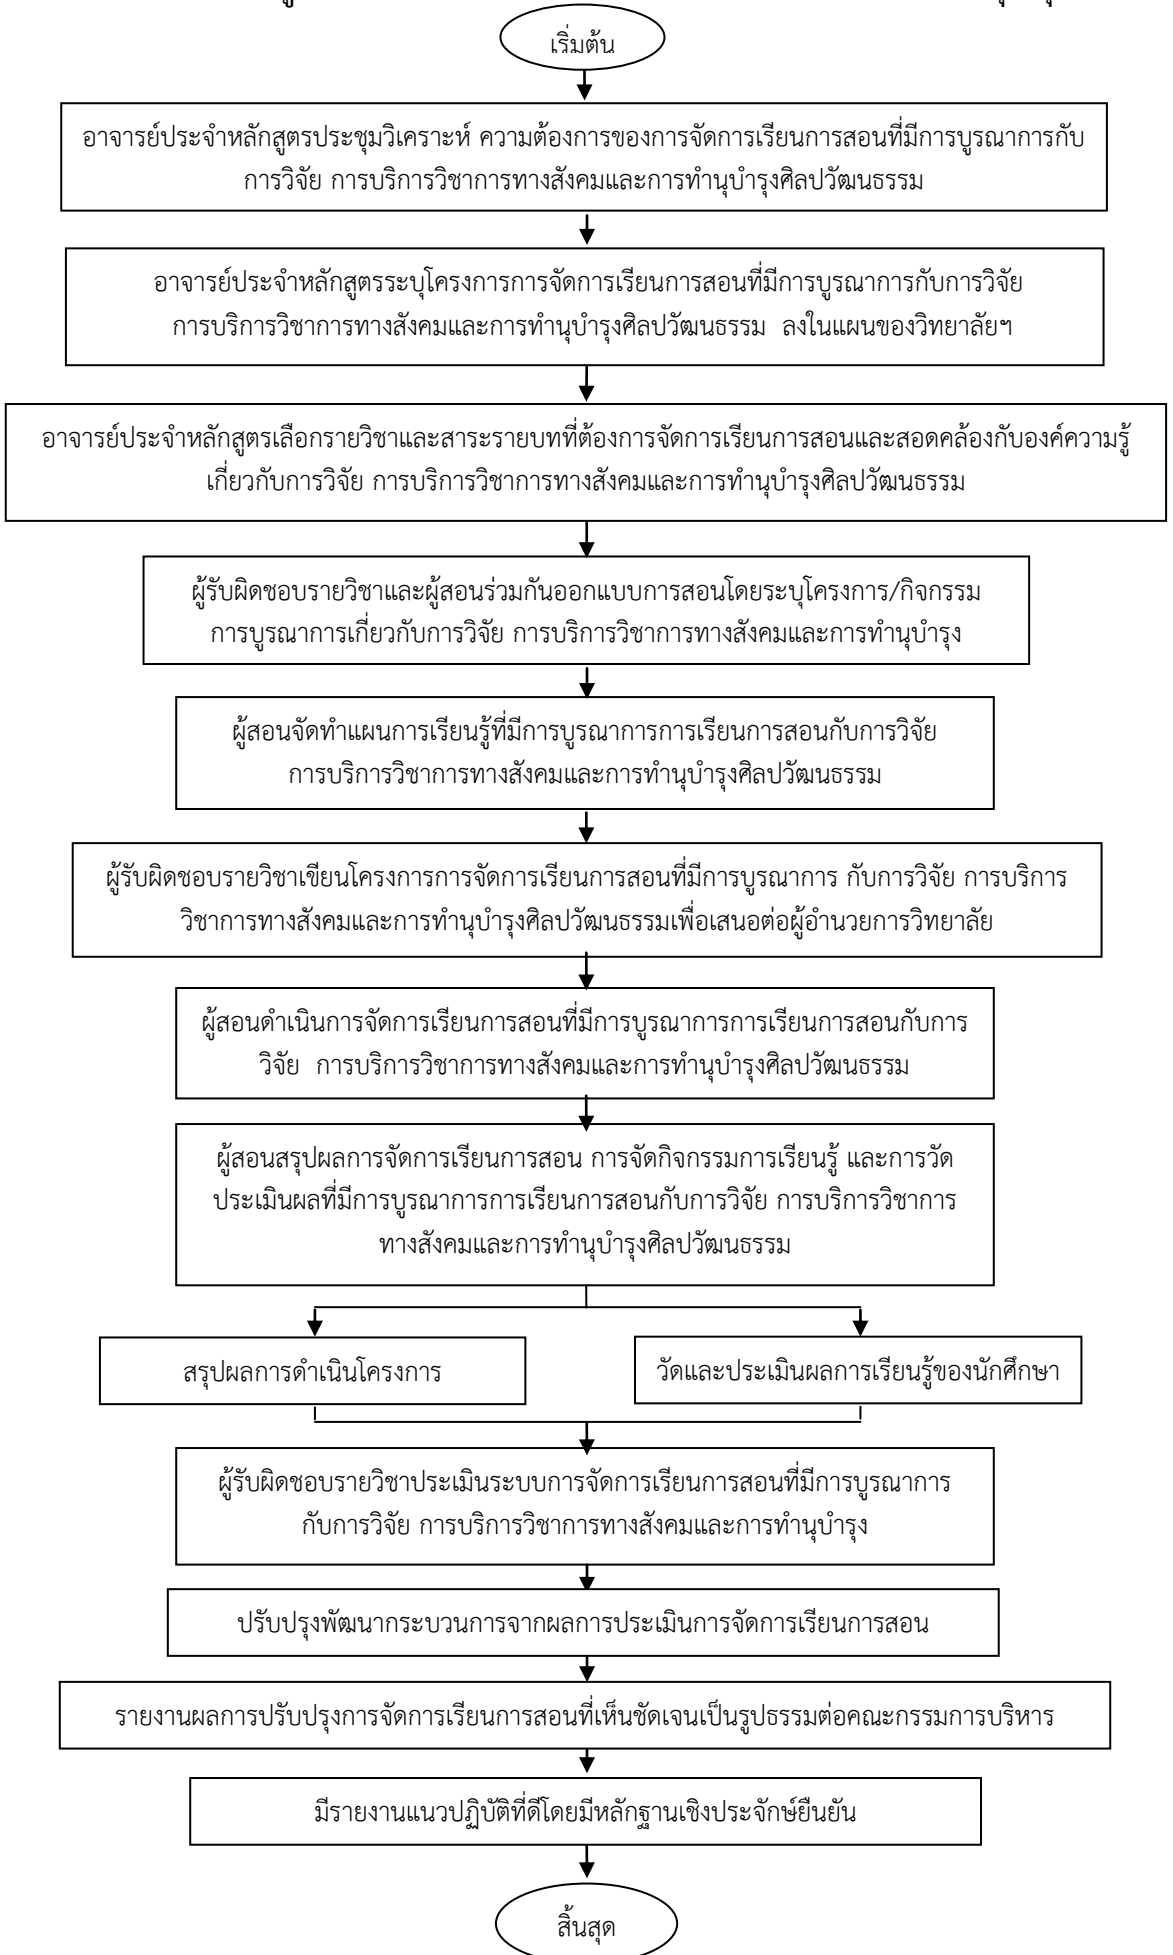 เริ่มต้น
อาจารย์ประจำหลักสูตรประชุมวิเคราะห์ ความต้องการของการจัดการเรียนการสอนที่มีการบูรณาการกับ
การวิจัย การบริการวิชาการทางสังคมและการทำนุบำรุงศิลปวัฒนธรรม
อาจารย์ประจำหลักสูตรระบุโครงการการจัดการเรียนการสอนที่มีการบูรณาการกับการวิจัย
การบริการวิชาการทางสังคมและการทำนุบำรุงศิลปวัฒนธรรม ลงในแผนของวิทยาลัยฯ
อาจารย์ประจำหลักสูตรเลือกรายวิชาและสาระรายบทที่ต้องการจัดการเรียนการสอนและสอดคล้องกับองค์ความรู้
เกี่ยวกับการวิจัย การบริการวิชาการทางสังคมและการทำนุบำรุงศิลปวัฒนธรรม
ผู้รับผิดชอบรายวิชาและผู้สอนร่วมกันออกแบบการสอนโดยระบุโครงการ/กิจกรรม
การบูรณาการเกี่ยวกับการวิจัย การบริการวิชาการทางสังคมและการทำนุบำรุง
ผู้สอนจัดทำแผนการเรียนรู้ที่มีการบูรณาการการเรียนการสอนกับการวิจัย
การบริการวิชาการทางสังคมและการทำนุบำรุงศิลปวัฒนธรรม
ผู้รับผิดชอบรายวิชาเขียนโครงการการจัดการเรียนการสอนที่มีการบูรณาการ กับการวิจัย การบริการ
วิชาการทางสังคมและการทำนุบำรุงศิลปวัฒนธรรมเพื่อเสนอต่อผู้อำนวยการวิทยาลัย
ผู้สอนดำเนินการจัดการเรียนการสอนที่มีการบูรณาการการเรียนการสอนกับการ
วิจัย การบริการวิชาการทางสังคมและการทำนุบำรุงศิลปวัฒนธรรม
ผู้สอนสรุปผลการจัดการเรียนการสอน การจัดกิจกรรมการเรียนรู้ และการวัด
ประเมินผลที่มีการบูรณาการการเรียนการสอนกับการวิจัย การบริการวิชาการ
ทางสังคมและการทำนุบำรุงศิลปวัฒนธรรม
สรุปผลการดำเนินโครงการ
วัดและประเมินผลการเรียนรู้ของนักศึกษา
ผู้รับผิดชอบรายวิชาประเมินระบบการจัดการเรียนการสอนที่มีการบูรณาการ
กับการวิจัย การบริการวิชาการทางสังคมและการทำนุบำรุง
ปรับปรุงพัฒนากระบวนการจากผลการประเมินการจัดการเรียนการสอน
รายงานผลการปรับปรุงการจัดการเรียนการสอนที่เห็นชัดเจนเป็นรูปธรรมต่อคณะกรรมการบริหาร
มีรายงานแนวปฏิบัติที่ดีโดยมีหลักฐานเชิงประจักษ์ยืนยัน
สิ้นสุด